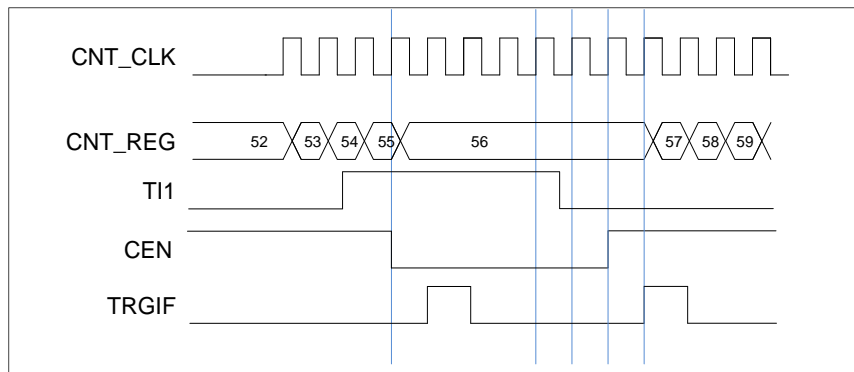 CNT_CLK
CNT_REG 52 53 54 55 56 57 58 59
TI1
CEN
TRGIF